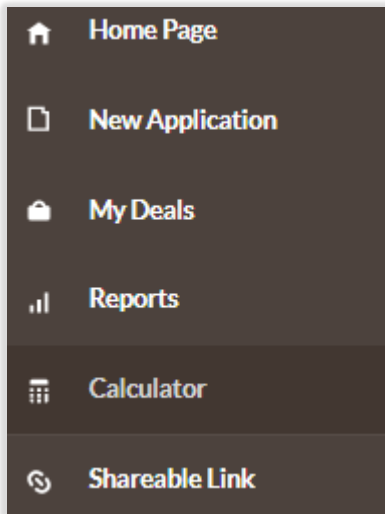 Home Page
New Application
My Deals
Reports
Calculator
Shareable Link